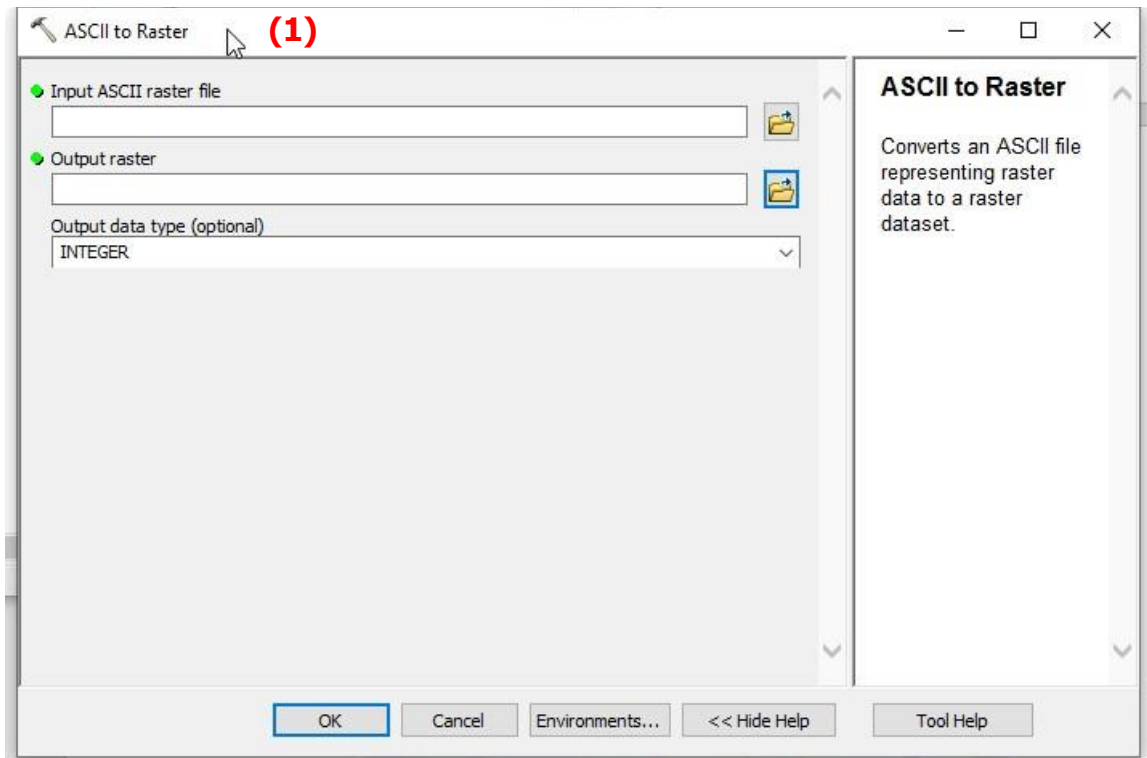 ASCII to Raster
(1)
Input ASCII raster file
Output raster
Output data type (optional)
INTEGER
ASCII to Raster
Converts an ASCII file
representing raster
data to a raster
dataset.
OK
Cancel
Environments...
<< Hide Help
Tool Help